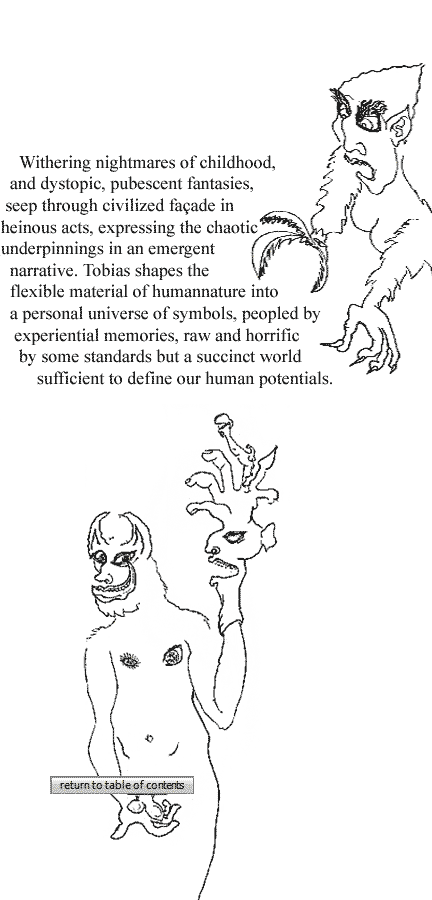 Withering nightmares of childhood,
and dystopic, pubescent fantasies,
seep through civilized façade in
heinous acts, expressing the chaotic
underpinnings in an emergent
narrative. Tobias shapes the
flexible material of humannature into
a personal universe of symbols, peopled by
experiential memories, raw and horrific
by some standards but a succinct world
sufficient to define our human potentials.
return to table of contents